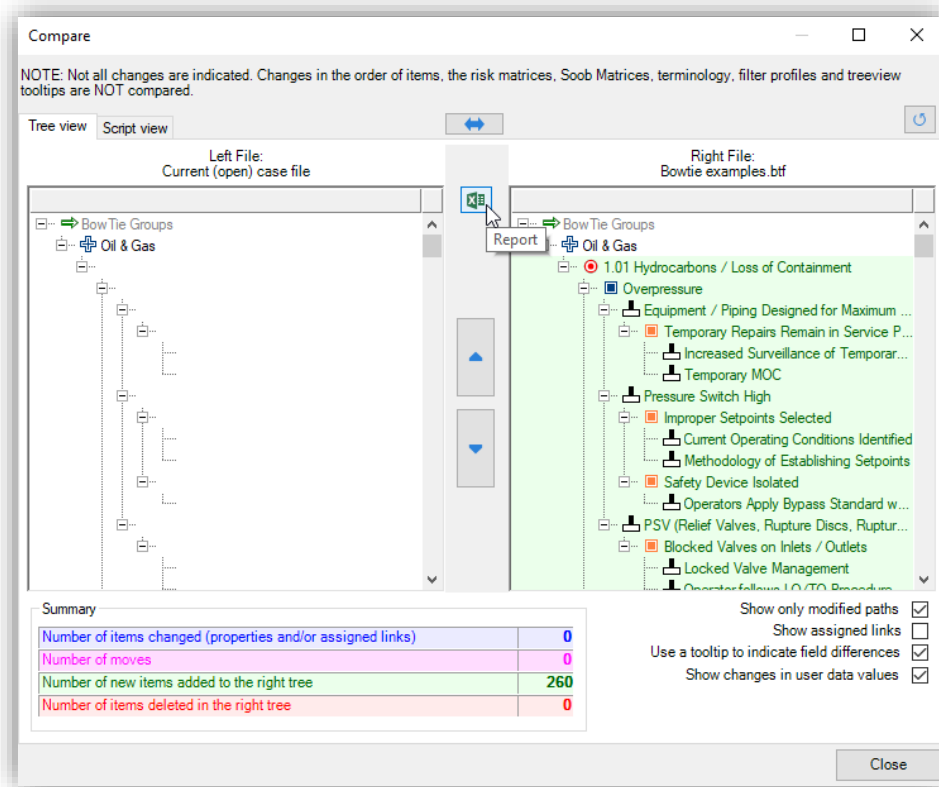 Compare
NOTE: Not all changes are indicated. Changes in the order of items, the risk matrices, Soob Matrices, terminology, filter profiles and treeview
tooltips are NOT compared.
Tree view Script view
Left File:
Current (open) case file
Right File:
Bowtie examples.btf
BowTie Groups
Oil & Gas
Report
BowTie Groups
Oil & Gas
1.01 Hydrocarbons / Loss of Containment
Overpressure
Equipment / Piping Designed for Maximum ...
Temporary Repairs Remain in Service P...
Increased Surveillance of Temporar...
Temporary MOC
Pressure Switch High
Improper Setpoints Selected
Current Operating Conditions Identified
Methodology of Establishing Setpoints
Safety Device Isolated
Operators Apply Bypass Standard w...
PSV (Relief Valves, Rupture Discs, Ruptur...
Blocked Valves on Inlets / Outlets
Locked Valve Management
Operator follows LO/TO Procedure
Summary
Number of items changed (properties and/or assigned links) 0
Number of moves 0
Number of new items added to the right tree 260
Number of items deleted in the right tree 0
Show only modified paths
Show assigned links
Use a tooltip to indicate field differences
Show changes in user data values
Close